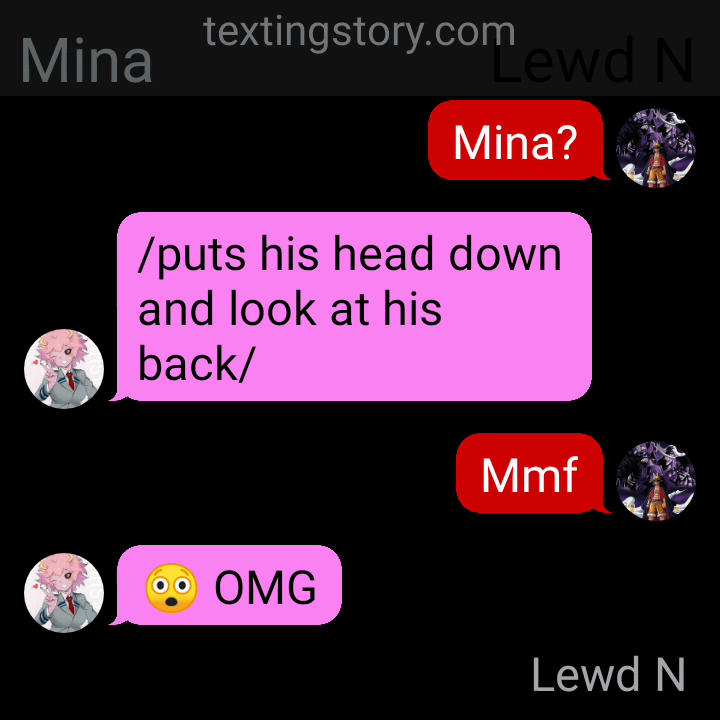 textingstory.com
Mina
Lewd N
Mina?
/puts his head down
and look at his
back/
Mmf
😯 OMG
Lewd N